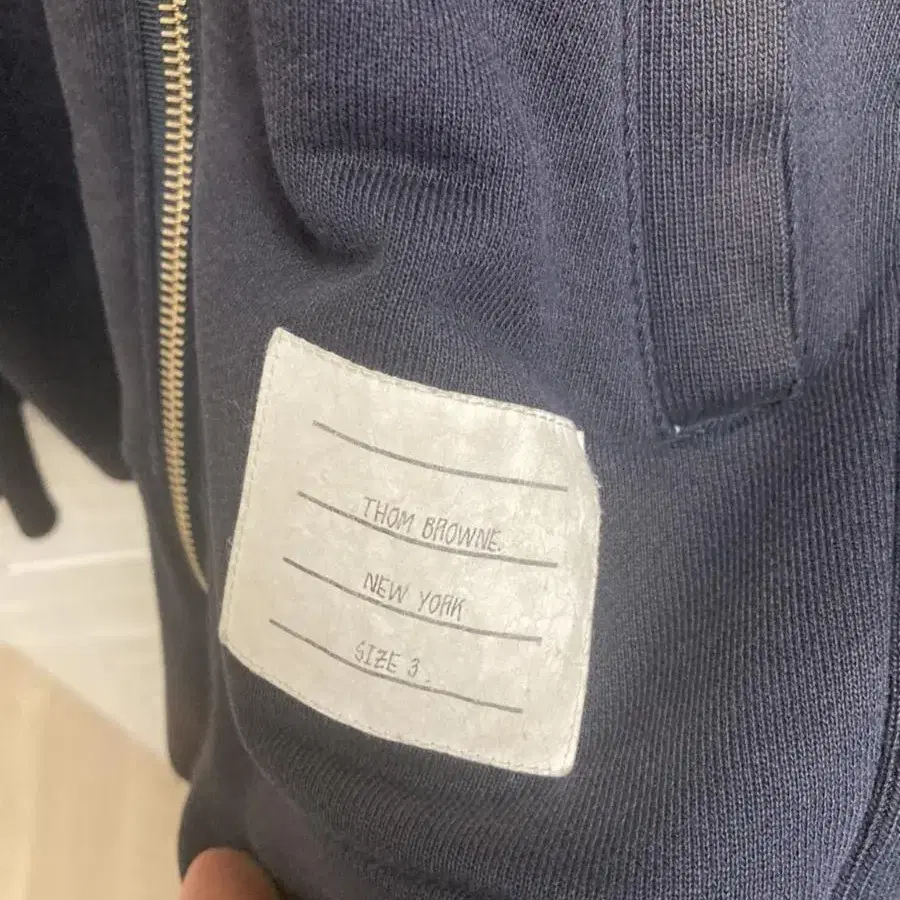 THOM BROWNE.
NEW YORK
SIZE 3.